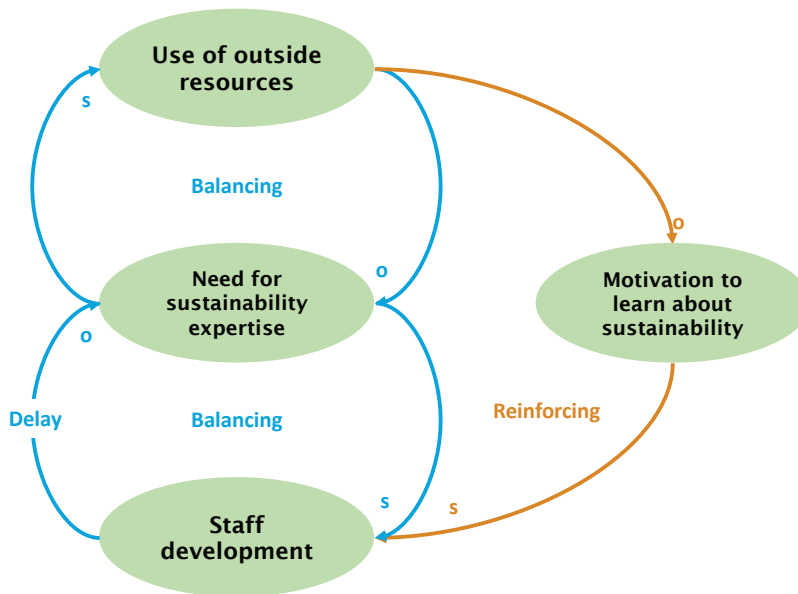 Use of outside
resources
s
Balancing
o
Need for
sustainability
expertise
o
o
Motivation to
learn about
sustainability
Delay
Balancing
Reinforcing
s
s
Staff
development